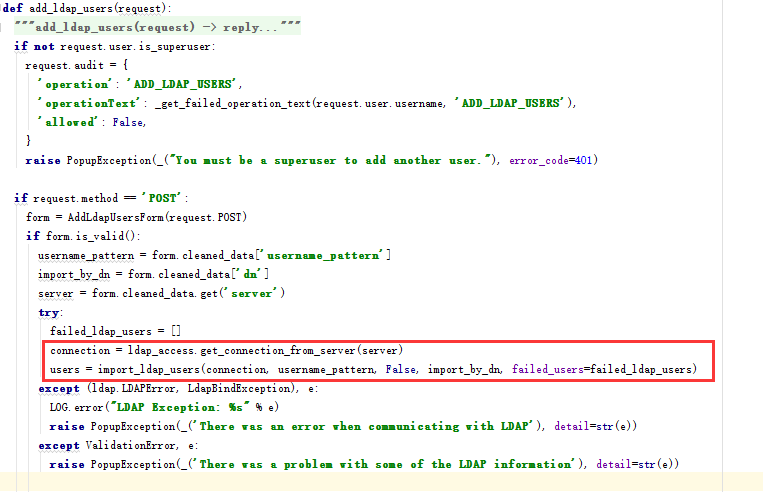 def add_ldap_users(request):
  """add_ldap_users(request) -> reply..."""
  if not request.user.is_superuser:
    request.audit = {
      'operation': 'ADD_LDAP_USERS',
      'operationText': _get_failed_operation_text(request.user.username, 'ADD_LDAP_USERS'),
      'allowed': False,
    }
    raise PopupException(_("You must be a superuser to add another user."), error_code=401)
  if request.method == 'POST':
    form = AddLdapUsersForm(request.POST)
    if form.is_valid():
      username_pattern = form.cleaned_data['username_pattern']
      import_by_dn = form.cleaned_data['dn']
      server = form.cleaned_data.get('server')
      try:
        failed_ldap_users = []
        connection = ldap_access.get_connection_from_server(server)
        users = import_ldap_users(connection, username_pattern, False, import_by_dn, failed_users=failed_ldap_users)
      except (ldap.LDAPError, LdapBindException), e:
        LOG.error("LDAP Exception: %s" % e)
        raise PopupException(_('There was an error when communicating with LDAP'), detail=str(e))
      except ValidationError, e:
        raise PopupException(_('There was a problem with some of the LDAP information'), detail=str(e))